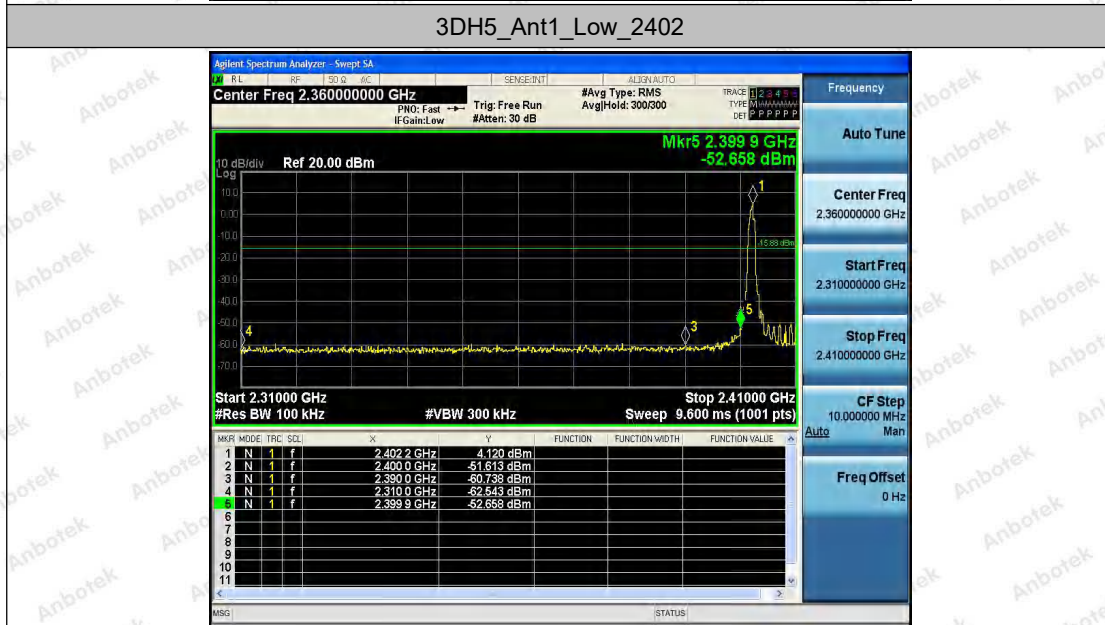 3DH5_Ant1_Low_2402
Agilent Spectrum Analyzer - Swept SA
RL RF 50 Ω AC SENSE:INT ALIGN AUTO
Center Freq 2.360000000 GHz
PNO: Fast
IFGain:Low
Trig: Free Run
#Atten: 30 dB
#Avg Type: RMS
Avg|Hold: 300/300
TRACE 1 2 3 4 5 6
TYPE M
DET P P P P P P
Mkr5 2.399 9 GHz
-52.658 dBm
10 dB/div Ref 20.00 dBm
Log
10.0
0.00
-10.0
-20.0
-30.0
-40.0
-50.0
-60.0
-70.0
-15.88 dBm
1
5
3
4
Start 2.31000 GHz Stop 2.41000 GHz
#Res BW 100 kHz #VBW 300 kHz Sweep 9.600 ms (1001 pts)
MKR MODE TRC SCL X Y FUNCTION FUNCTION WIDTH FUNCTION VALUE
1 N 1 f 2.402 2 GHz 4.120 dBm
2 N 1 f 2.400 0 GHz -51.613 dBm
3 N 1 f 2.390 0 GHz -60.738 dBm
4 N 1 f 2.310 0 GHz -62.543 dBm
5 N 1 f 2.399 9 GHz -52.658 dBm
6
7
8
9
10
11
MSG STATUS
Frequency
Auto Tune
Center Freq
2.360000000 GHz
Start Freq
2.310000000 GHz
Stop Freq
2.410000000 GHz
CF Step
10.000000 MHz
Auto Man
Freq Offset
0 Hz
Anbotek